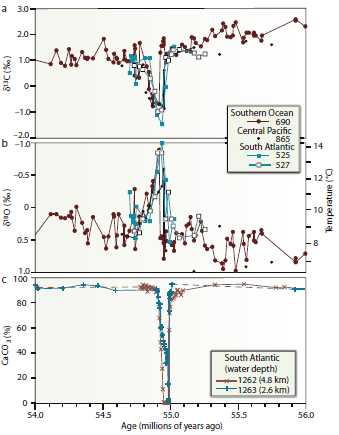 a
3.0
2.0
1.0
0
−1.0
−2.0
δ¹³C (‰)
Southern Ocean
690
Central Pacific
865
South Atlantic
525
527
b
−1.0
−0.5
0
0.5
1.0
δ¹⁸O (‰)
14
12
10
8
Temperature (°C)
c
100
80
60
40
20
0
CaCO₃ (%)
South Atlantic
(water depth)
1262 (4.8 km)
1263 (2.6 km)
54.0 54.5 55.0 55.5 56.0
Age (millions of years ago)